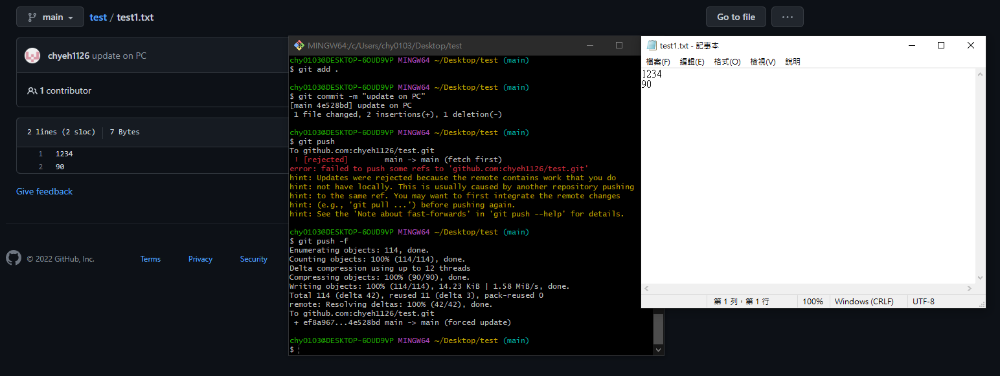 main
test / test1.txt
Go to file
...
chyeh1126 update on PC
1 contributor
2 lines (2 sloc)
7 Bytes
1 1234
2 90
Give feedback
© 2022 GitHub, Inc.
Terms
Privacy
Security
MINGW64:/c/Users/chy0103/Desktop/test
chy0103@DESKTOP-6OUD9VP MINGW64 ~/Desktop/test (main)
$ git add .
chy0103@DESKTOP-6OUD9VP MINGW64 ~/Desktop/test (main)
$ git commit -m "update on PC"
[main 4e528bd] update on PC
1 file changed, 2 insertions(+), 1 deletion(-)
chy0103@DESKTOP-6OUD9VP MINGW64 ~/Desktop/test (main)
$ git push
To github.com:chyeh1126/test.git
! [rejected] main -> main (fetch first)
error: failed to push some refs to 'github.com:chyeh1126/test.git'
hint: Updates were rejected because the remote contains work that you do
hint: not have locally. This is usually caused by another repository pushing
hint: to the same ref. You may want to first integrate the remote changes
hint: (e.g., 'git pull ...') before pushing again.
hint: See the 'Note about fast-forwards' in 'git push --help' for details.
chy0103@DESKTOP-6OUD9VP MINGW64 ~/Desktop/test (main)
$ git push -f
Enumerating objects: 114, done.
Counting objects: 100% (114/114), done.
Delta compression using up to 12 threads
Compressing objects: 100% (90/90), done.
Writing objects: 100% (114/114), 14.23 KiB | 1.58 MiB/s, done.
Total 114 (delta 42), reused 11 (delta 3), pack-reused 0
remote: Resolving deltas: 100% (42/42), done.
To github.com:chyeh1126/test.git
+ ef8a967...4e528bd main -> main (forced update)
chy0103@DESKTOP-6OUD9VP MINGW64 ~/Desktop/test (main)
$
test1.txt - 記事本
檔案(F) 編輯(E) 格式(O) 檢視(V) 說明
1234
90
第 1 列，第 1 行
100%
Windows (CRLF)
UTF-8